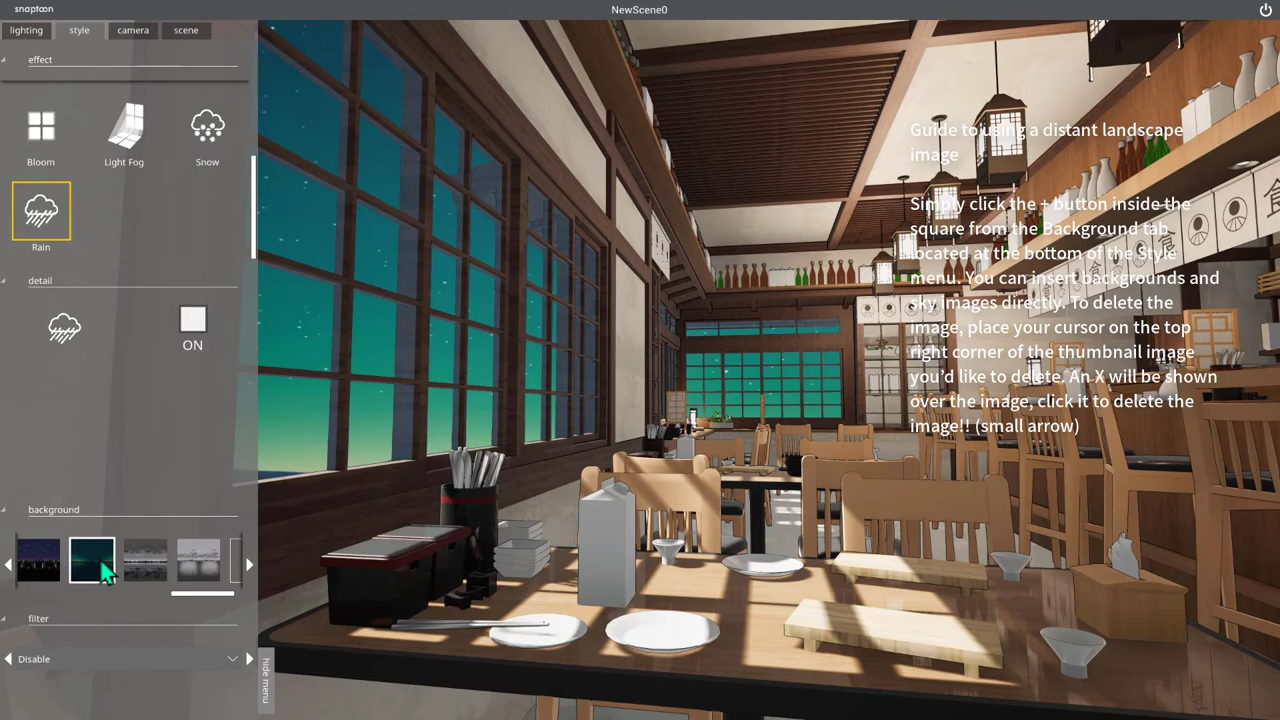 snaptoon
NewScene0
lighting
style
camera
scene
effect
Bloom
Light Fog
Snow
Rain
detail
ON
background
filter
Disable
hide menu
Guide to using a distant landscape
image
Simply click the + button inside the
square from the Background tab
located at the bottom of the Style
menu. You can insert backgrounds and
sky images directly. To delete the
image, place your cursor on the top
right corner of the thumbnail image
you'd like to delete. An X will be shown
over the image, click it to delete the
image!! (small arrow)
食